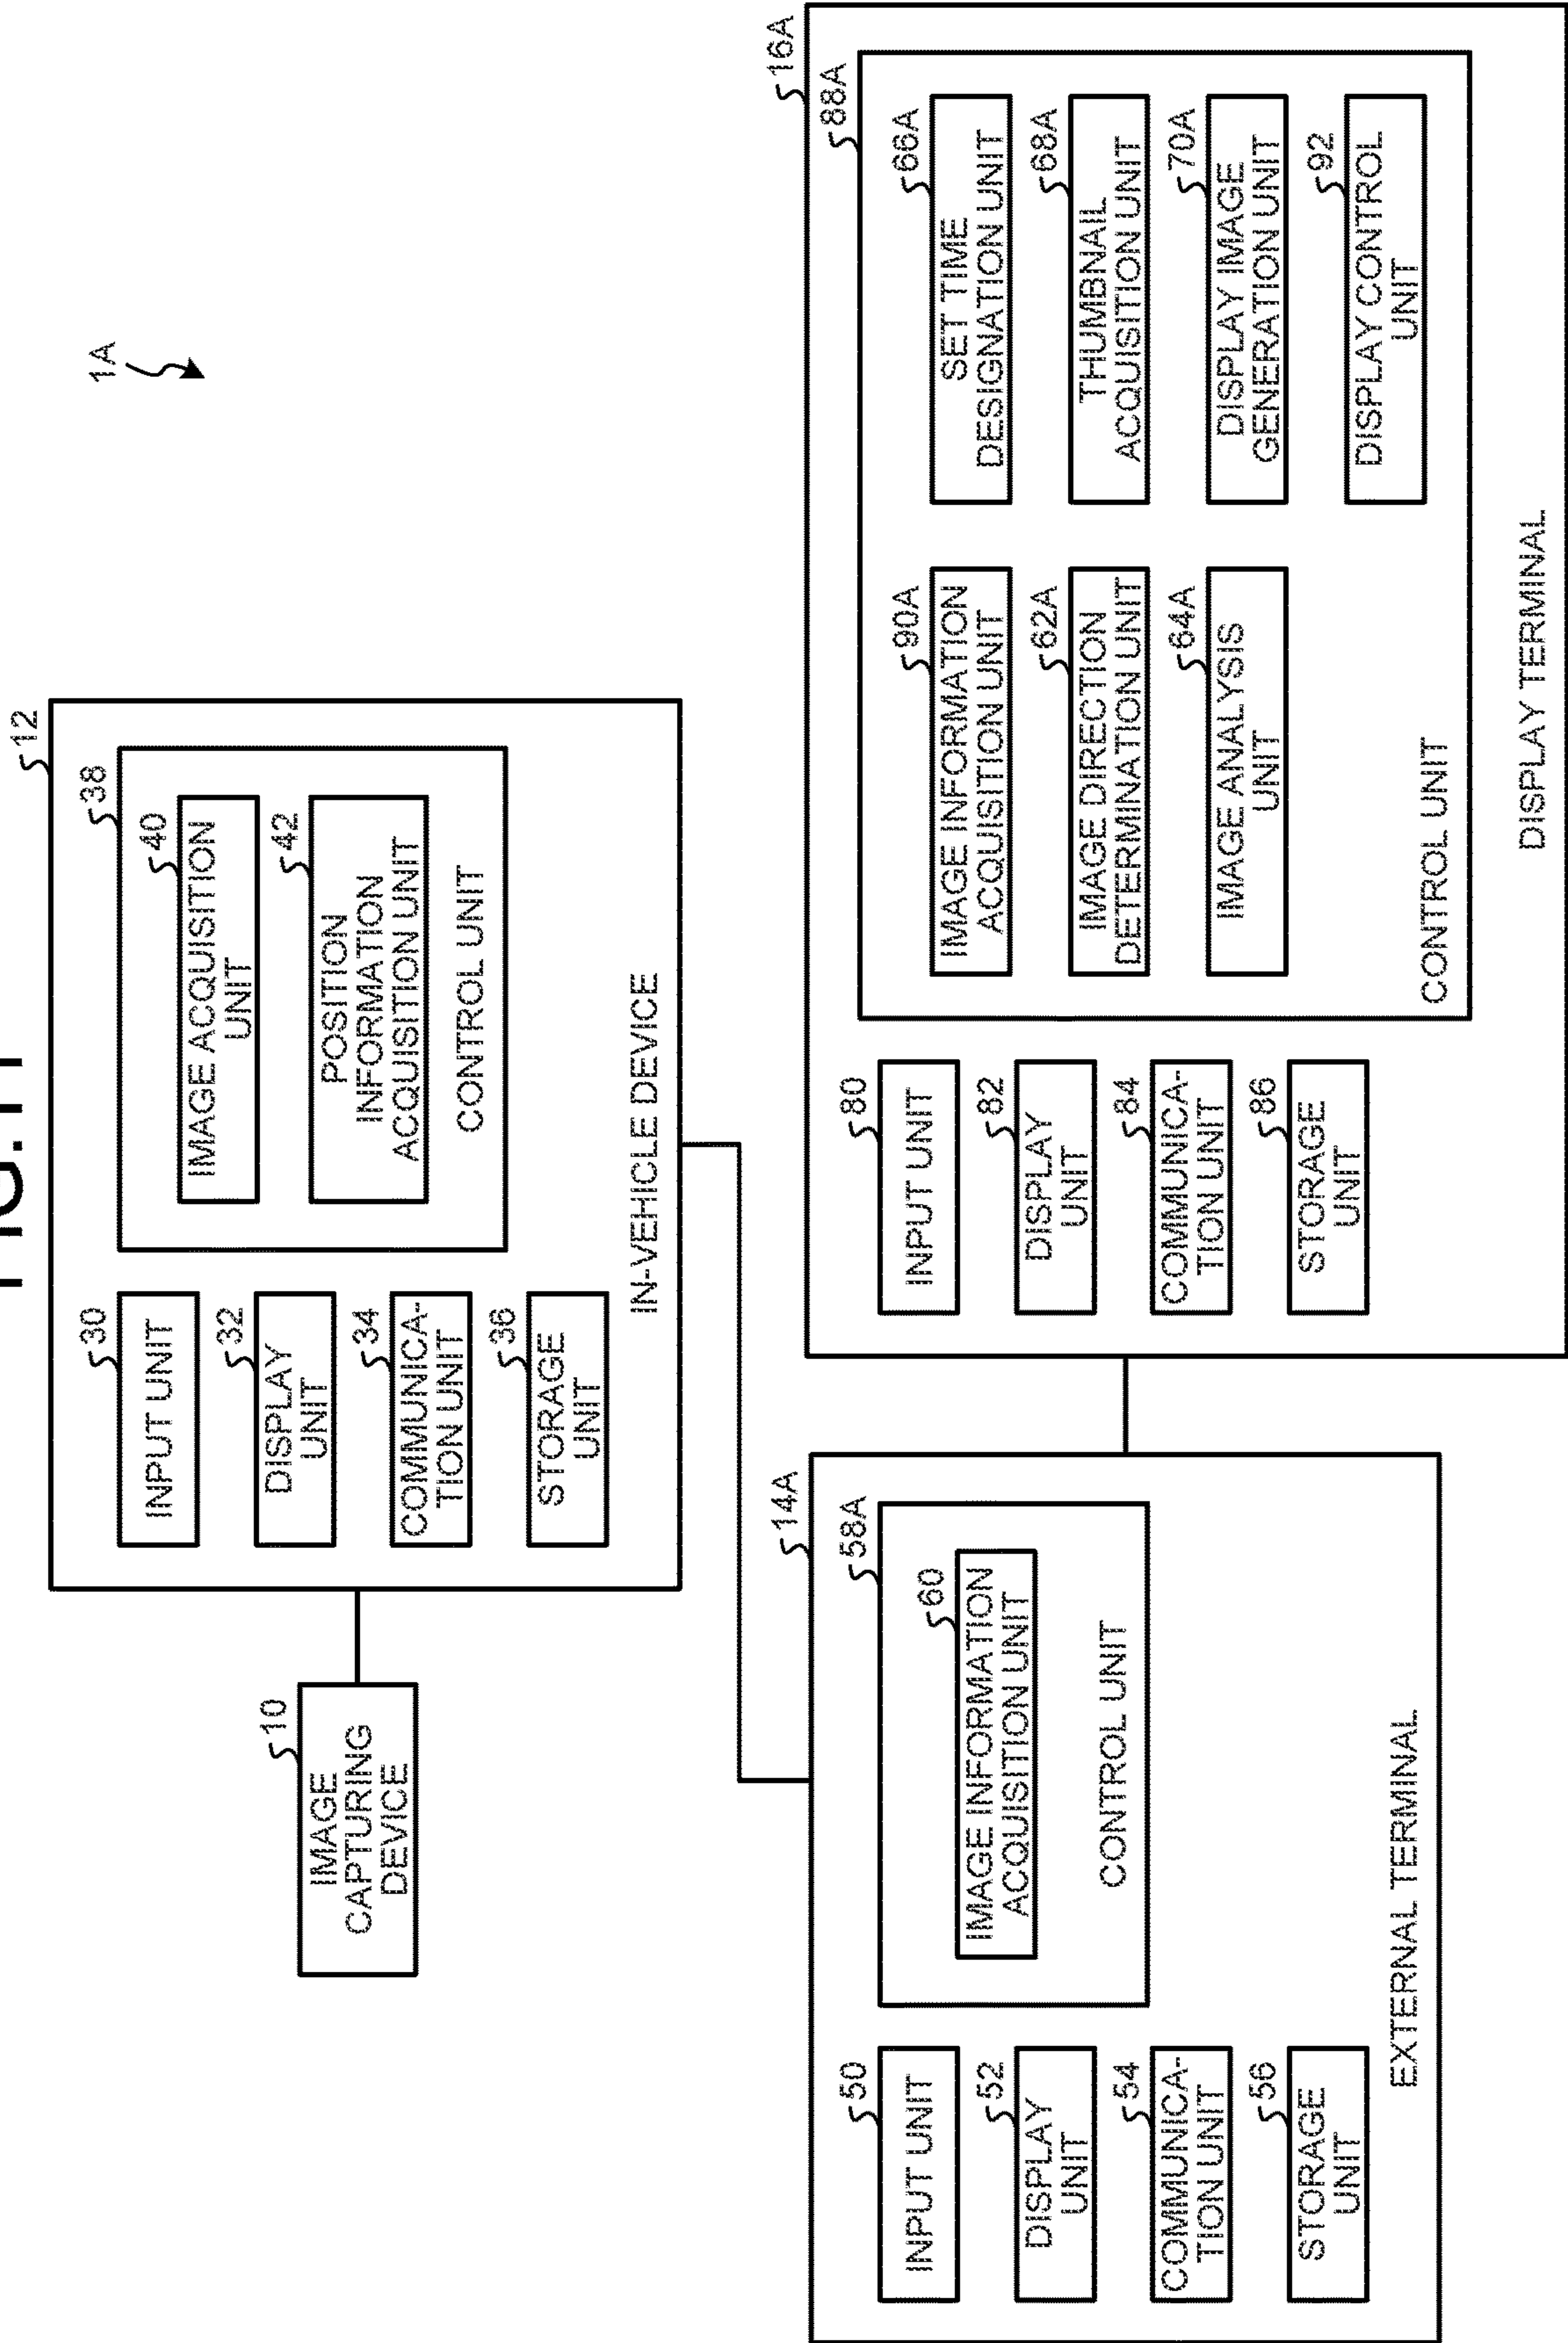 FIG.11
1A
12
30
INPUT UNIT
32
DISPLAY
UNIT
34
COMMUNICA-
TION UNIT
36
STORAGE
UNIT
38
40
IMAGE ACQUISITION
UNIT
42
POSITION
INFORMATION
ACQUISITION UNIT
CONTROL UNIT
IN-VEHICLE DEVICE
10
IMAGE
CAPTURING
DEVICE
14A
50
INPUT UNIT
52
DISPLAY
UNIT
54
COMMUNICA-
TION UNIT
56
STORAGE
UNIT
58A
60
IMAGE INFORMATION
ACQUISITION UNIT
CONTROL UNIT
EXTERNAL TERMINAL
16A
80
INPUT UNIT
82
DISPLAY
UNIT
84
COMMUNICA-
TION UNIT
86
STORAGE
UNIT
88A
90A
IMAGE INFORMATION
ACQUISITION UNIT
62A
IMAGE DIRECTION
DETERMINATION UNIT
64A
IMAGE ANALYSIS
UNIT
66A
SET TIME
DESIGNATION UNIT
68A
THUMBNAIL
ACQUISITION UNIT
70A
DISPLAY IMAGE
GENERATION UNIT
92
DISPLAY CONTROL
UNIT
CONTROL UNIT
DISPLAY TERMINAL